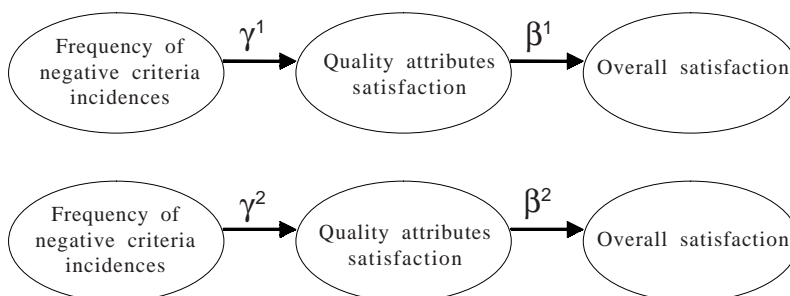 Frequency of
negative criteria
incidences
γ¹
Quality attributes
satisfaction
β¹
Overall satisfaction
Frequency of
negative criteria
incidences
γ²
Quality attributes
satisfaction
β²
Overall satisfaction